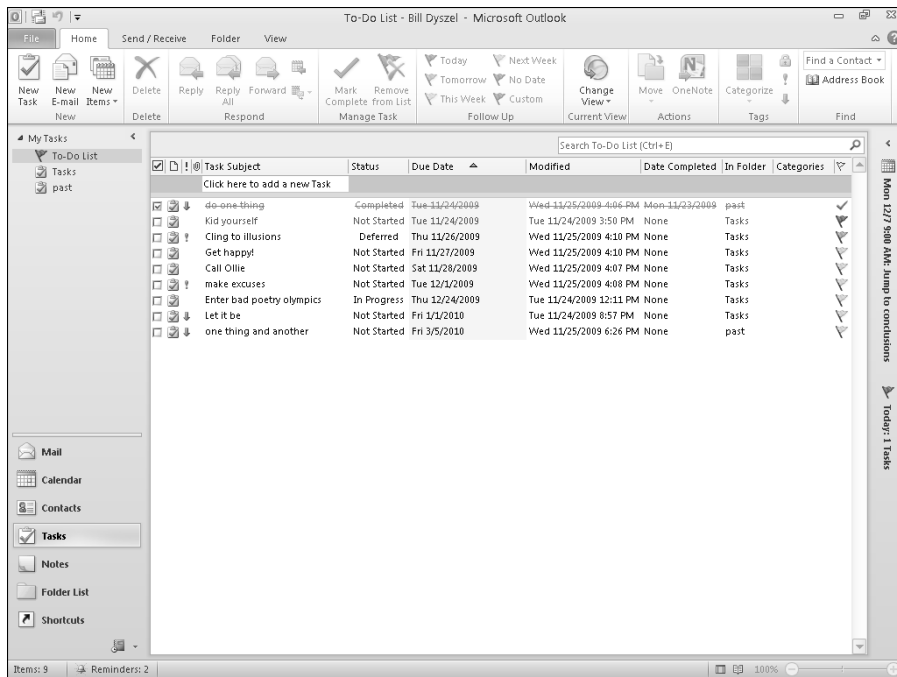 To-Do List - Bill Dyszel - Microsoft Outlook
File Home Send / Receive Folder View
New Task
New E-mail
New Items
New
Delete
Delete
Reply
Reply All
Forward
Respond
Mark Complete
Remove from List
Manage Task
Today Next Week
Tomorrow No Date
This Week Custom
Follow Up
Change View
Current View
Move OneNote
Actions
Categorize
Tags
Find a Contact
Address Book
Find
My Tasks
To-Do List
Tasks
past
Search To-Do List (Ctrl+E)
! Task Subject Status Due Date Modified Date Completed In Folder Categories
Click here to add a new Task
do one thing Completed Tue 11/24/2009 Wed 11/25/2009 4:06 PM Mon 11/23/2009 past
Kid yourself Not Started Tue 11/24/2009 Tue 11/24/2009 3:50 PM None Tasks
! Cling to illusions Deferred Thu 11/26/2009 Wed 11/25/2009 4:10 PM None Tasks
Get happy! Not Started Fri 11/27/2009 Wed 11/25/2009 4:10 PM None Tasks
Call Ollie Not Started Sat 11/28/2009 Wed 11/25/2009 4:07 PM None Tasks
! make excuses Not Started Tue 12/1/2009 Wed 11/25/2009 4:08 PM None Tasks
Enter bad poetry olympics In Progress Thu 12/24/2009 Tue 11/24/2009 12:11 PM None Tasks
Let it be Not Started Fri 1/1/2010 Tue 11/24/2009 8:57 PM None Tasks
one thing and another Not Started Fri 3/5/2010 Wed 11/25/2009 6:26 PM None past
Mon 12/7 9:00 AM: Jump to conclusions
Today: 1 Tasks
Mail
Calendar
Contacts
Tasks
Notes
Folder List
Shortcuts
Items: 9 Reminders: 2 100%